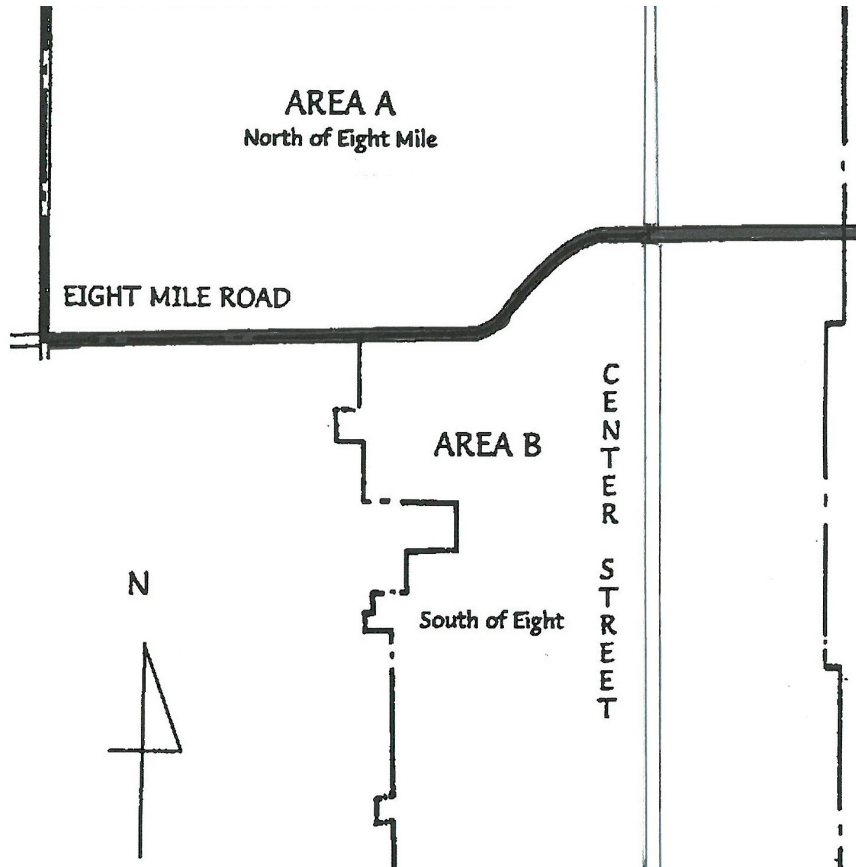 AREA A
North of Eight Mile
EIGHT MILE ROAD
CENTER STREET
AREA B
South of Eight
N